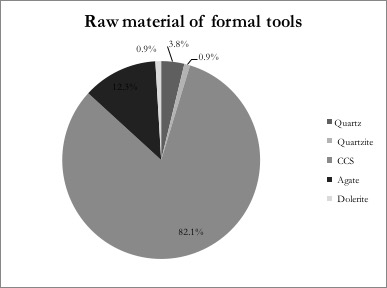 Raw material of formal tools
0.9%
3.8%
0.9%
12.3%
82.1%
Quartz
Quartzite
CCS
Agate
Dolerite